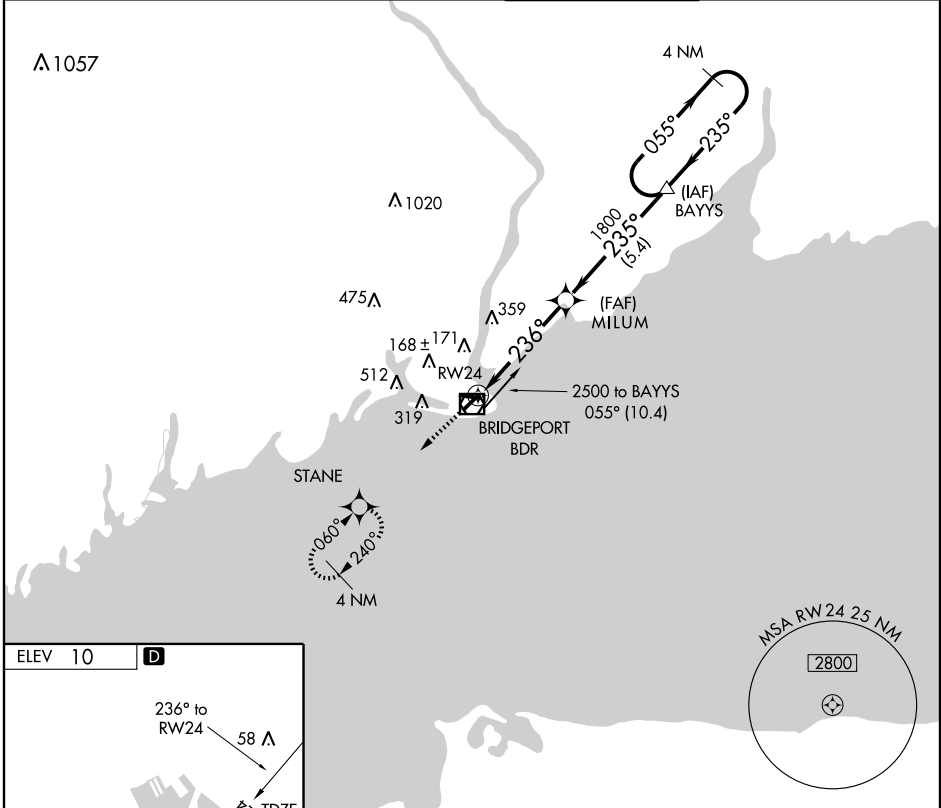 1057
4 NM
055°
235°
(IAF)
BAYYS
1020
1800
235°
(5.4)
475
359
(FAF)
MILUM
168 ±
171
236°
RW24
512
319
2500 to BAYYS
055° (10.4)
BRIDGEPORT
BDR
STANE
060°
240°
4 NM
MSA RW24 25 NM
2800
ELEV 10
D
236° to
RW24
58
TDZE